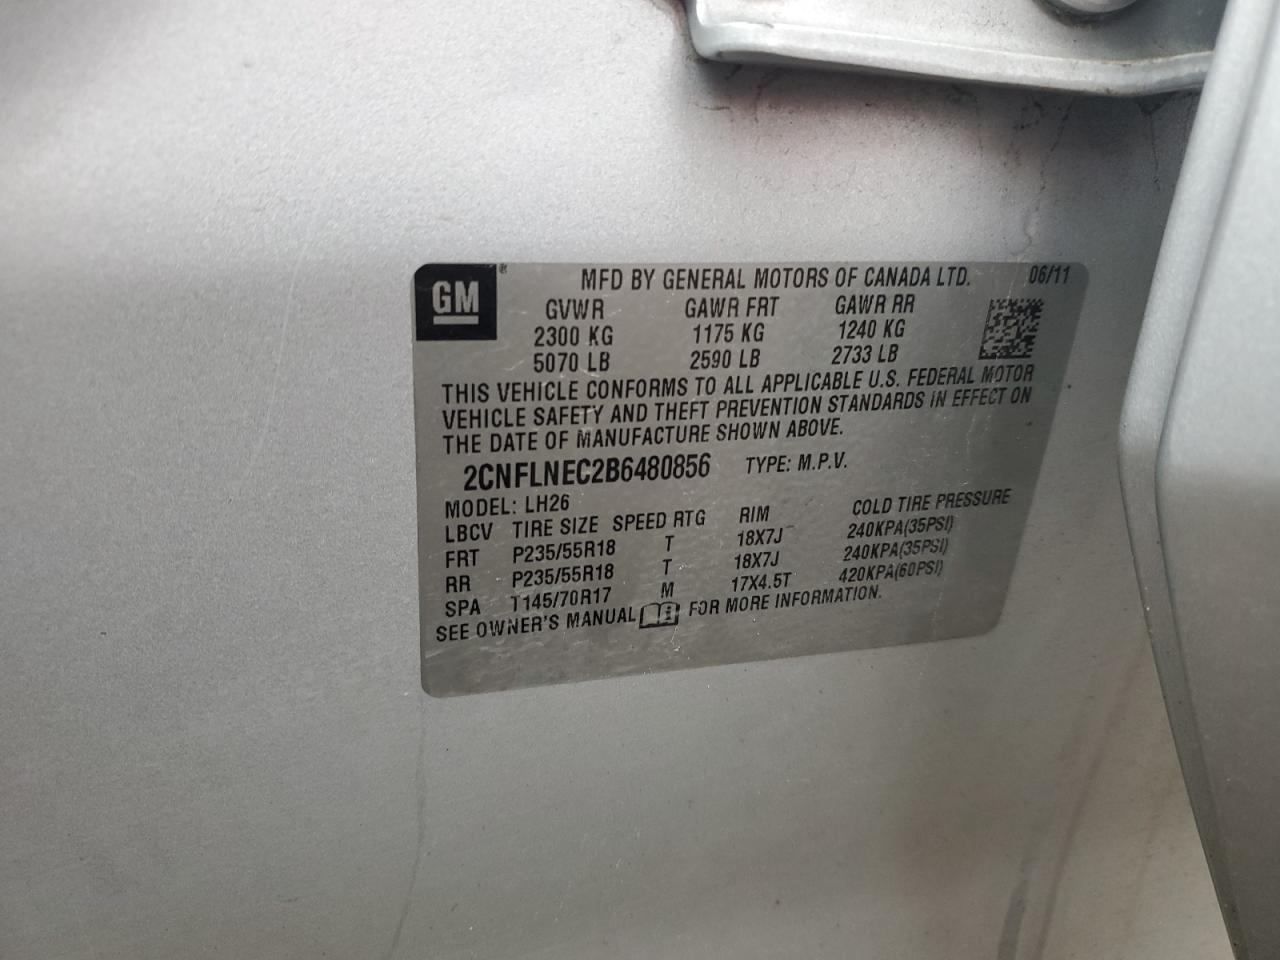 GM®
MFD BY GENERAL MOTORS OF CANADA LTD. 06/11
GVWR GAWR FRT GAWR RR
2300 KG 1175 KG 1240 KG
5070 LB 2590 LB 2733 LB
THIS VEHICLE CONFORMS TO ALL APPLICABLE U.S. FEDERAL MOTOR
VEHICLE SAFETY AND THEFT PREVENTION STANDARDS IN EFFECT ON
THE DATE OF MANUFACTURE SHOWN ABOVE.
2CNFLNEC2B6480856 TYPE: M.P.V.
MODEL: LH26
LBCV TIRE SIZE SPEED RTG RIM COLD TIRE PRESSURE
FRT P235/55R18 T 18X7J 240KPA(35PSI)
RR P235/55R18 T 18X7J 240KPA(35PSI)
SPA T145/70R17 M 17X4.5T 420KPA(60PSI)
SEE OWNER'S MANUAL FOR MORE INFORMATION.